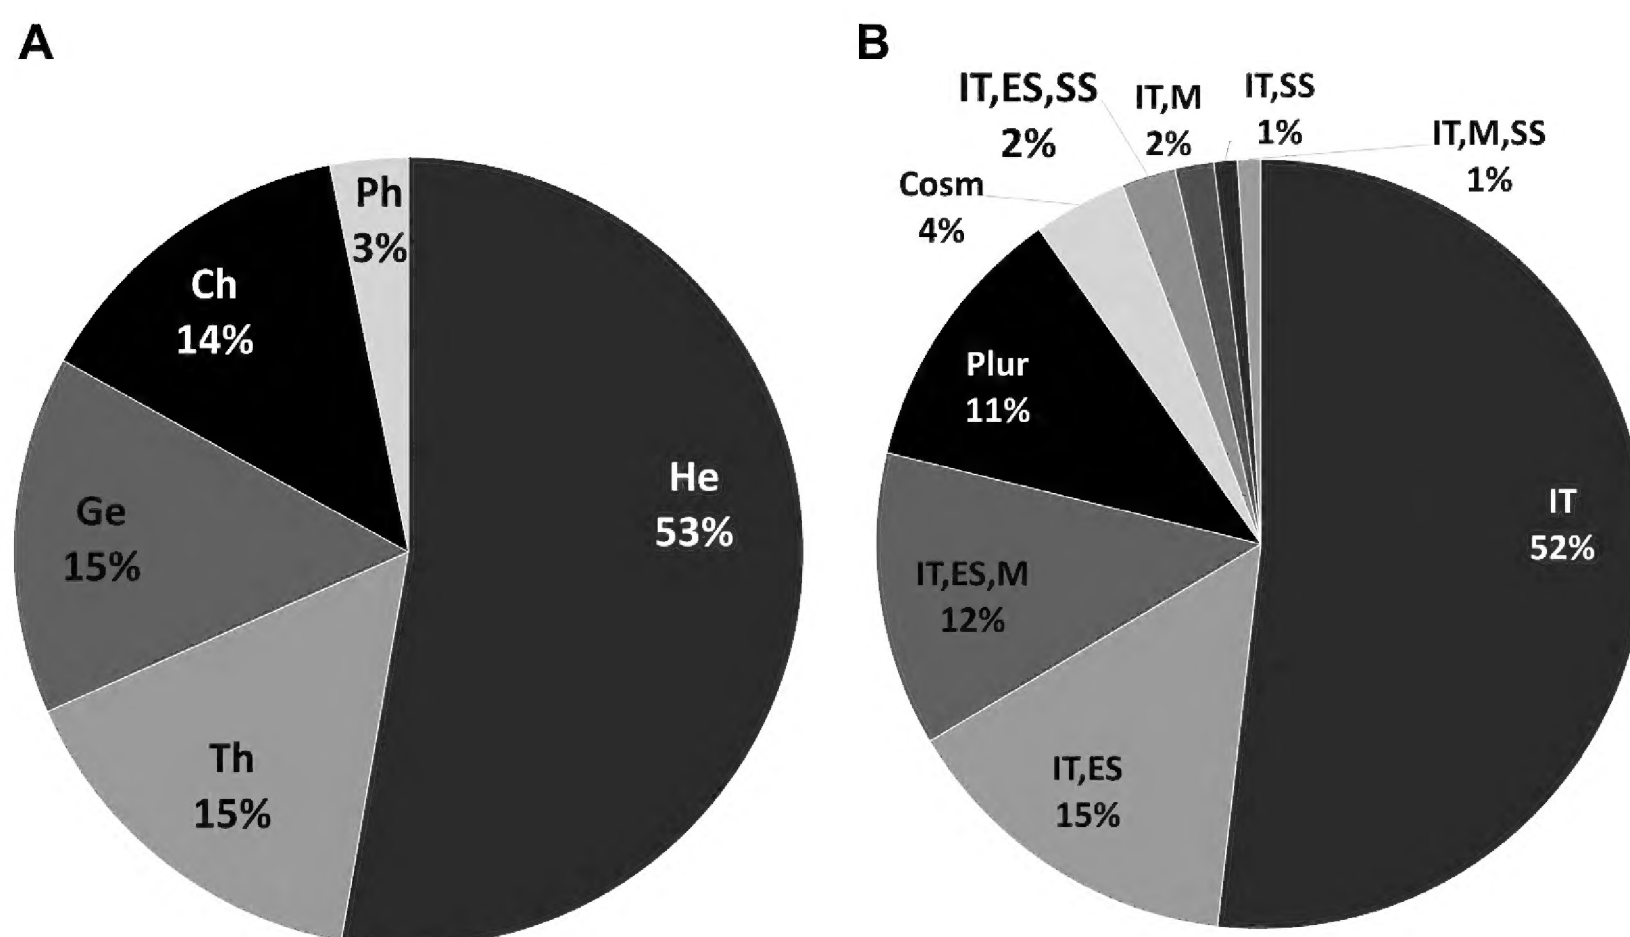 A
Ph
3%
Ch
14%
He
53%
Ge
15%
Th
15%
B
IT,ES,SS
2%
IT,M
2%
IT,SS
1%
IT,M,SS
1%
Cosm
4%
Plur
11%
IT
52%
IT,ES,M
12%
IT,ES
15%